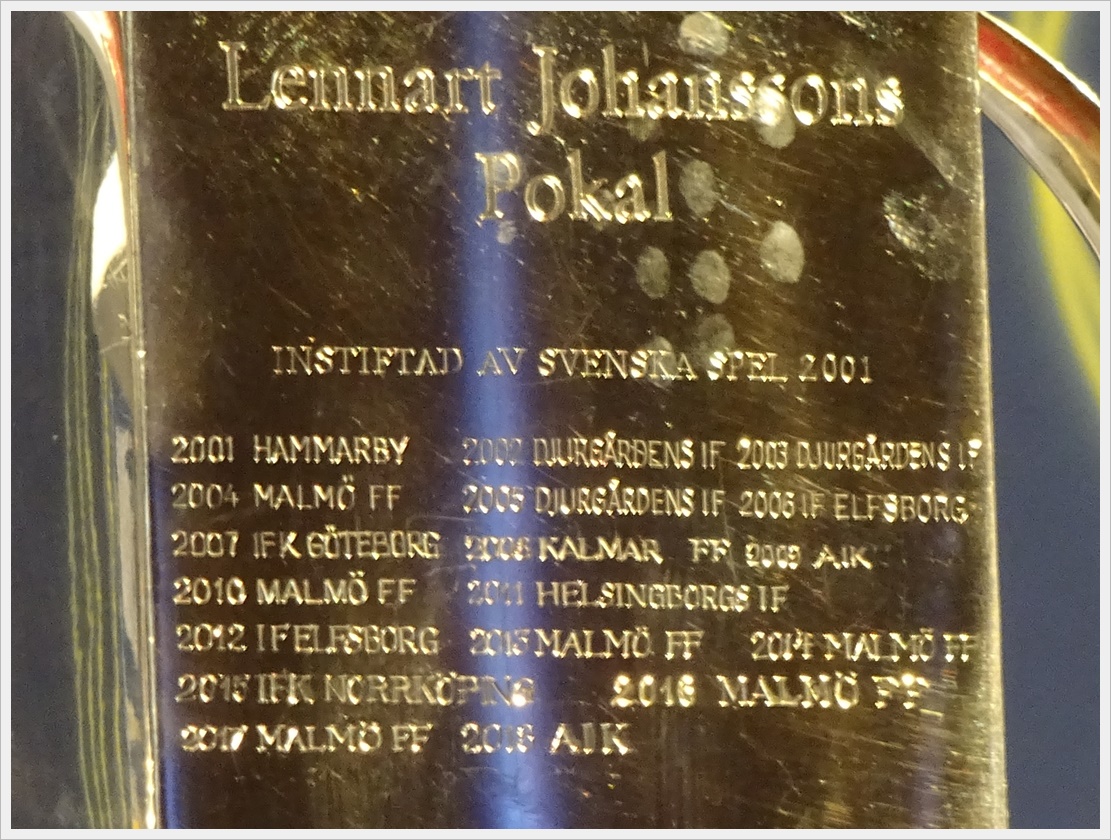 Lennart Johanssons
Pokal
INSTIFTAD AV SVENSKA SPEL 2001
2001 HAMMARBY 2002 DJURGÅRDENS IF 2003 DJURGÅRDENS IF
2004 MALMÖ FF 2005 DJURGÅRDENS IF 2006 IF ELFSBORG
2007 IFK GÖTEBORG 2008 KALMAR FF 2009 AIK
2010 MALMÖ FF 2011 HELSINGBORGS IF
2012 IF ELFSBORG 2013 MALMÖ FF 2014 MALMÖ FF
2015 IFK NORRKÖPING 2016 MALMÖ FF
2017 MALMÖ FF 2018 AIK